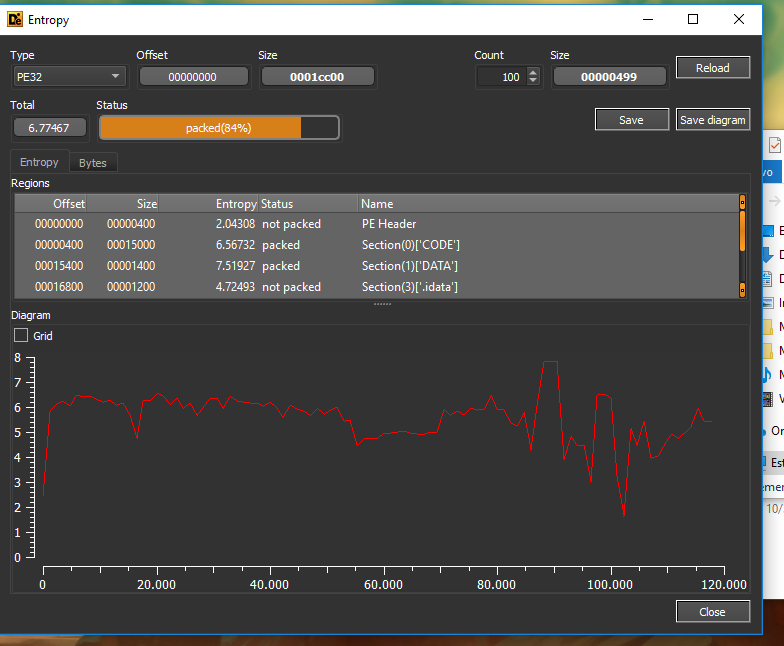 Entropy
Type Offset Size Count Size
PE32 00000000 0001cc00 100 00000499 Reload
Total Status
6.77467 packed(84%) Save Save diagram
Entropy Bytes
Regions
Offset Size Entropy Status Name
00000000 00000400 2.04308 not packed PE Header
00000400 00015000 6.56732 packed Section(0)['CODE']
00015400 00001400 7.51927 packed Section(1)['DATA']
00016800 00001200 4.72493 not packed Section(3)['.idata']
Diagram
Grid
8
7
6
5
4
3
2
1
0
0 20.000 40.000 60.000 80.000 100.000 120.000
Close
vo
Or
Est
10/